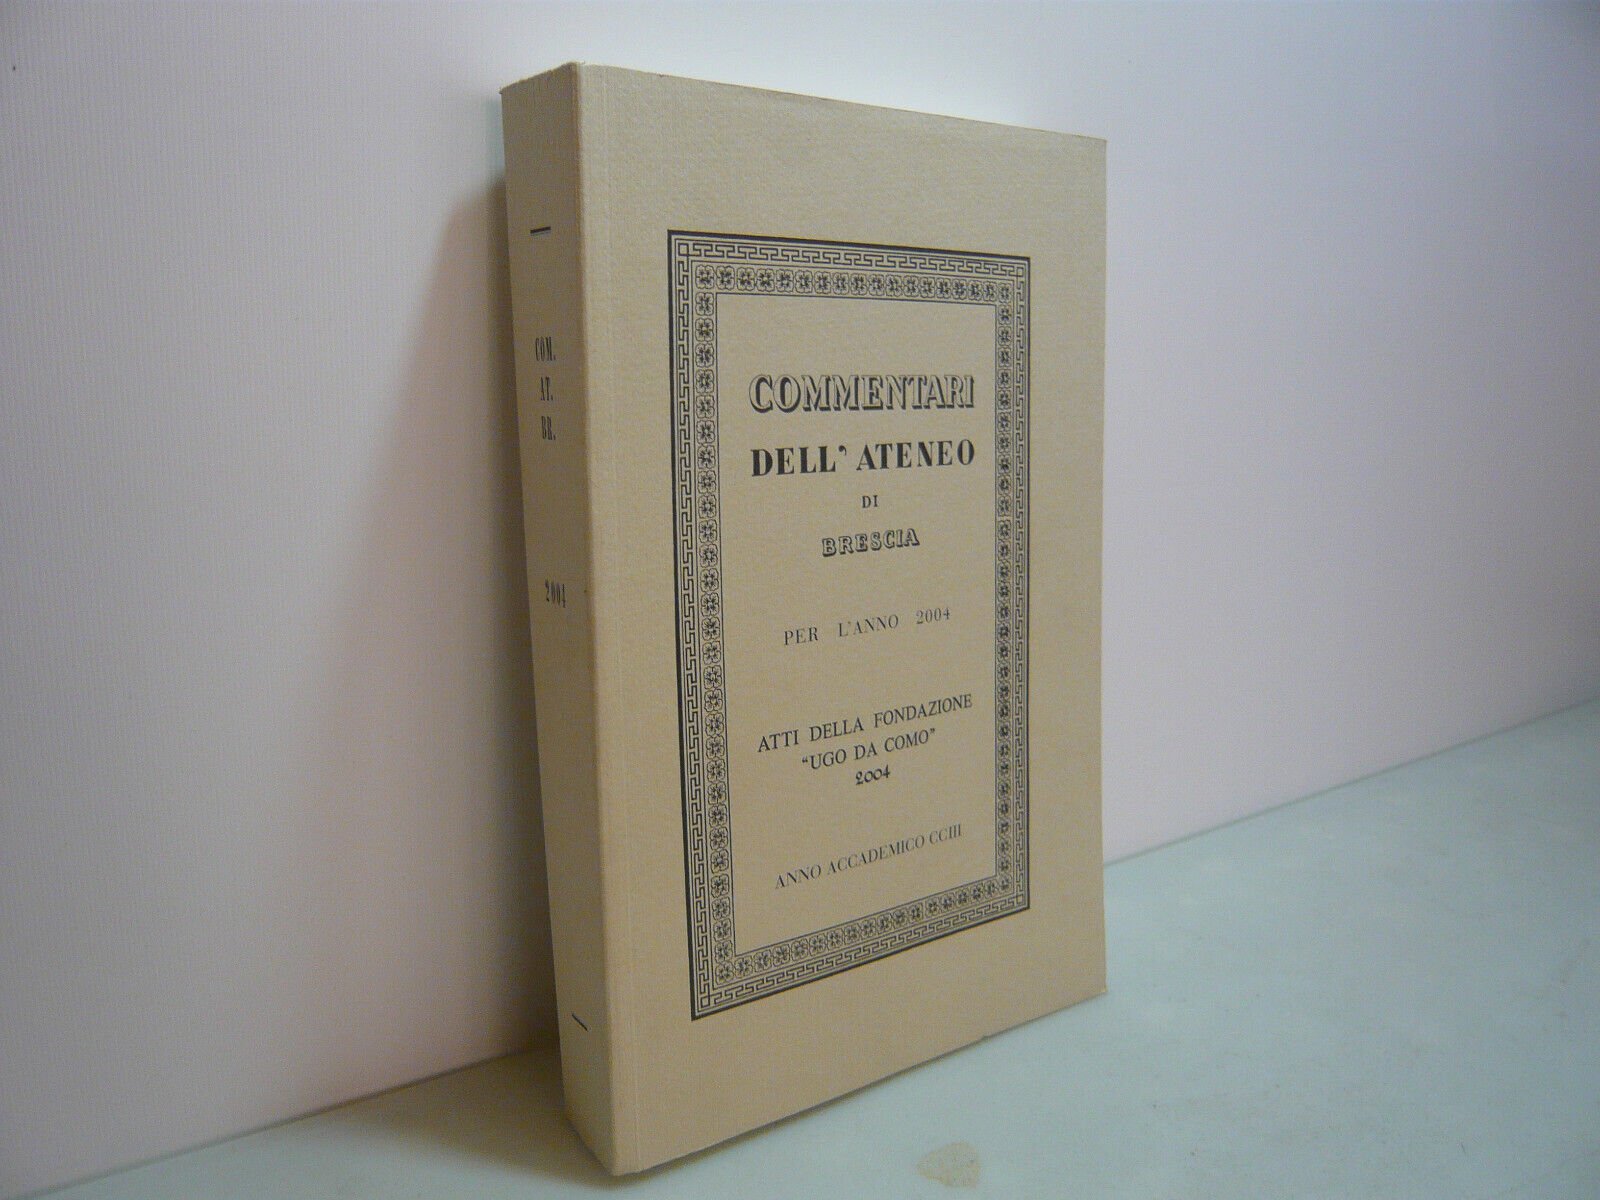 COM.
AT.
BR.
2004
COMMENTARI
DELL' ATENEO
DI
BRESCIA
PER L'ANNO 2004
ATTI DELLA FONDAZIONE
"UGO DA COMO"
2004
ANNO ACCADEMICO CCIII